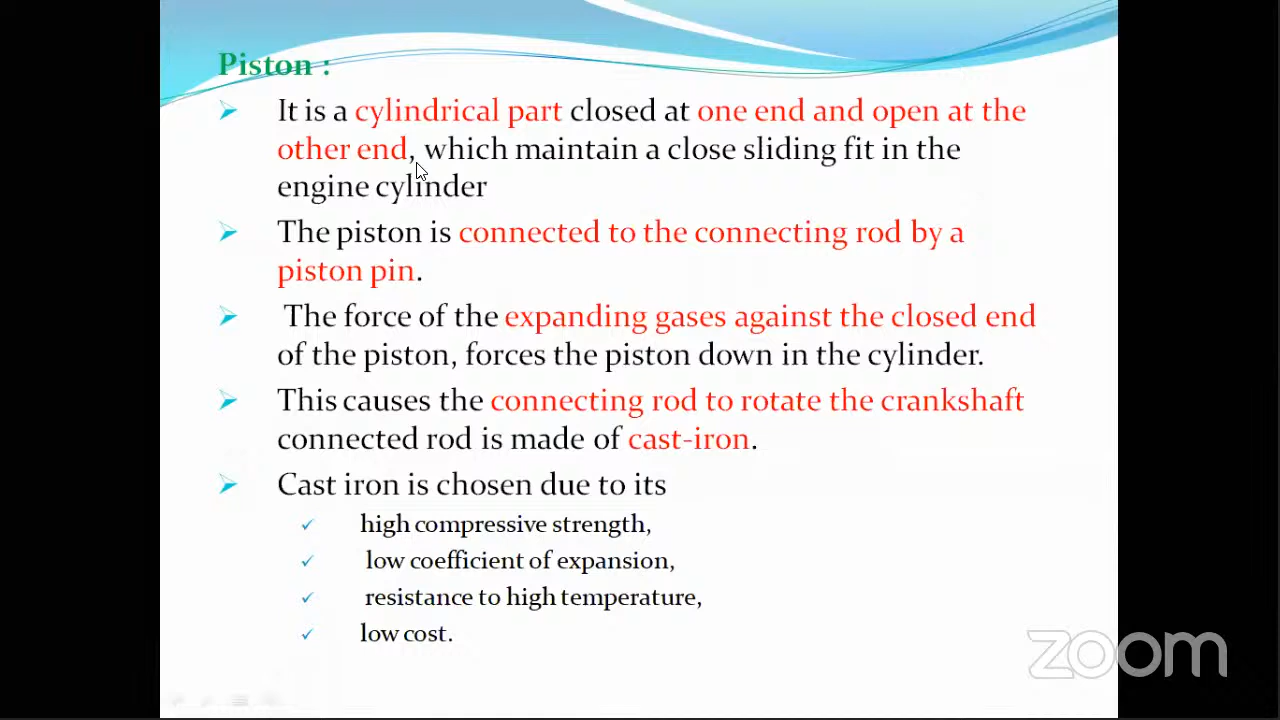 Piston :
It is a cylindrical part closed at one end and open at the
other end, which maintain a close sliding fit in the
engine cylinder
The piston is connected to the connecting rod by a
piston pin.
The force of the expanding gases against the closed end
of the piston, forces the piston down in the cylinder.
This causes the connecting rod to rotate the crankshaft
connected rod is made of cast-iron.
Cast iron is chosen due to its
high compressive strength,
low coefficient of expansion,
resistance to high temperature,
low cost.
zoom